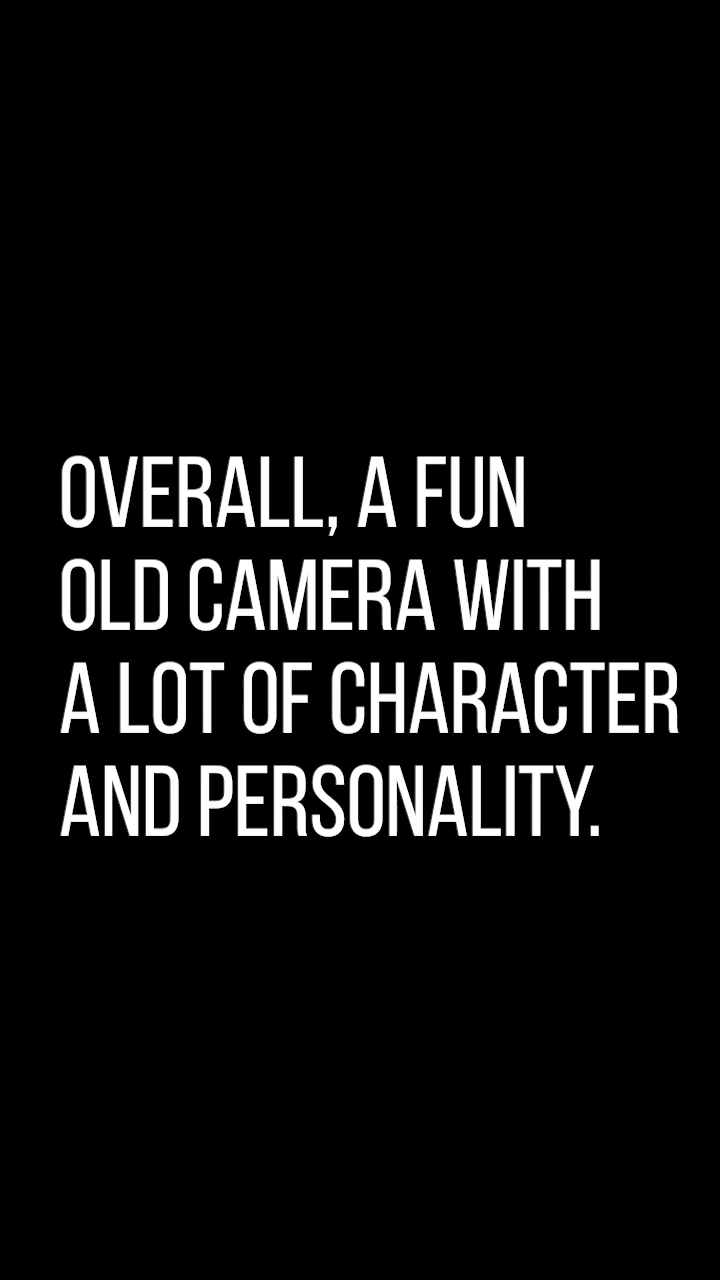 OVERALL, A FUN
OLD CAMERA WITH
A LOT OF CHARACTER
AND PERSONALITY.